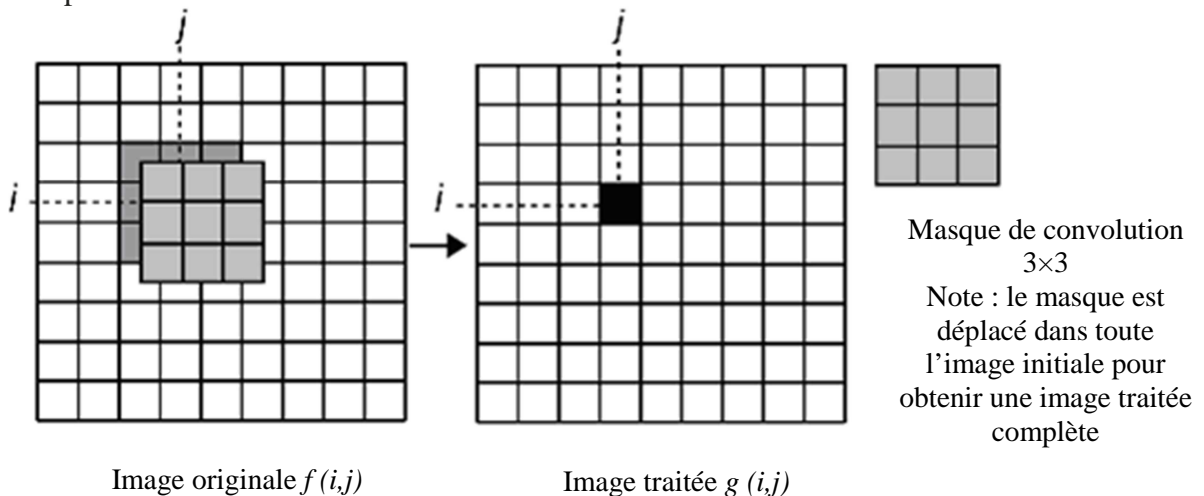 j
j
i
i
Masque de convolution
3×3
Note : le masque est
déplacé dans toute
l'image initiale pour
obtenir une image traitée
complète
Image originale f (i,j)
Image traitée g (i,j)